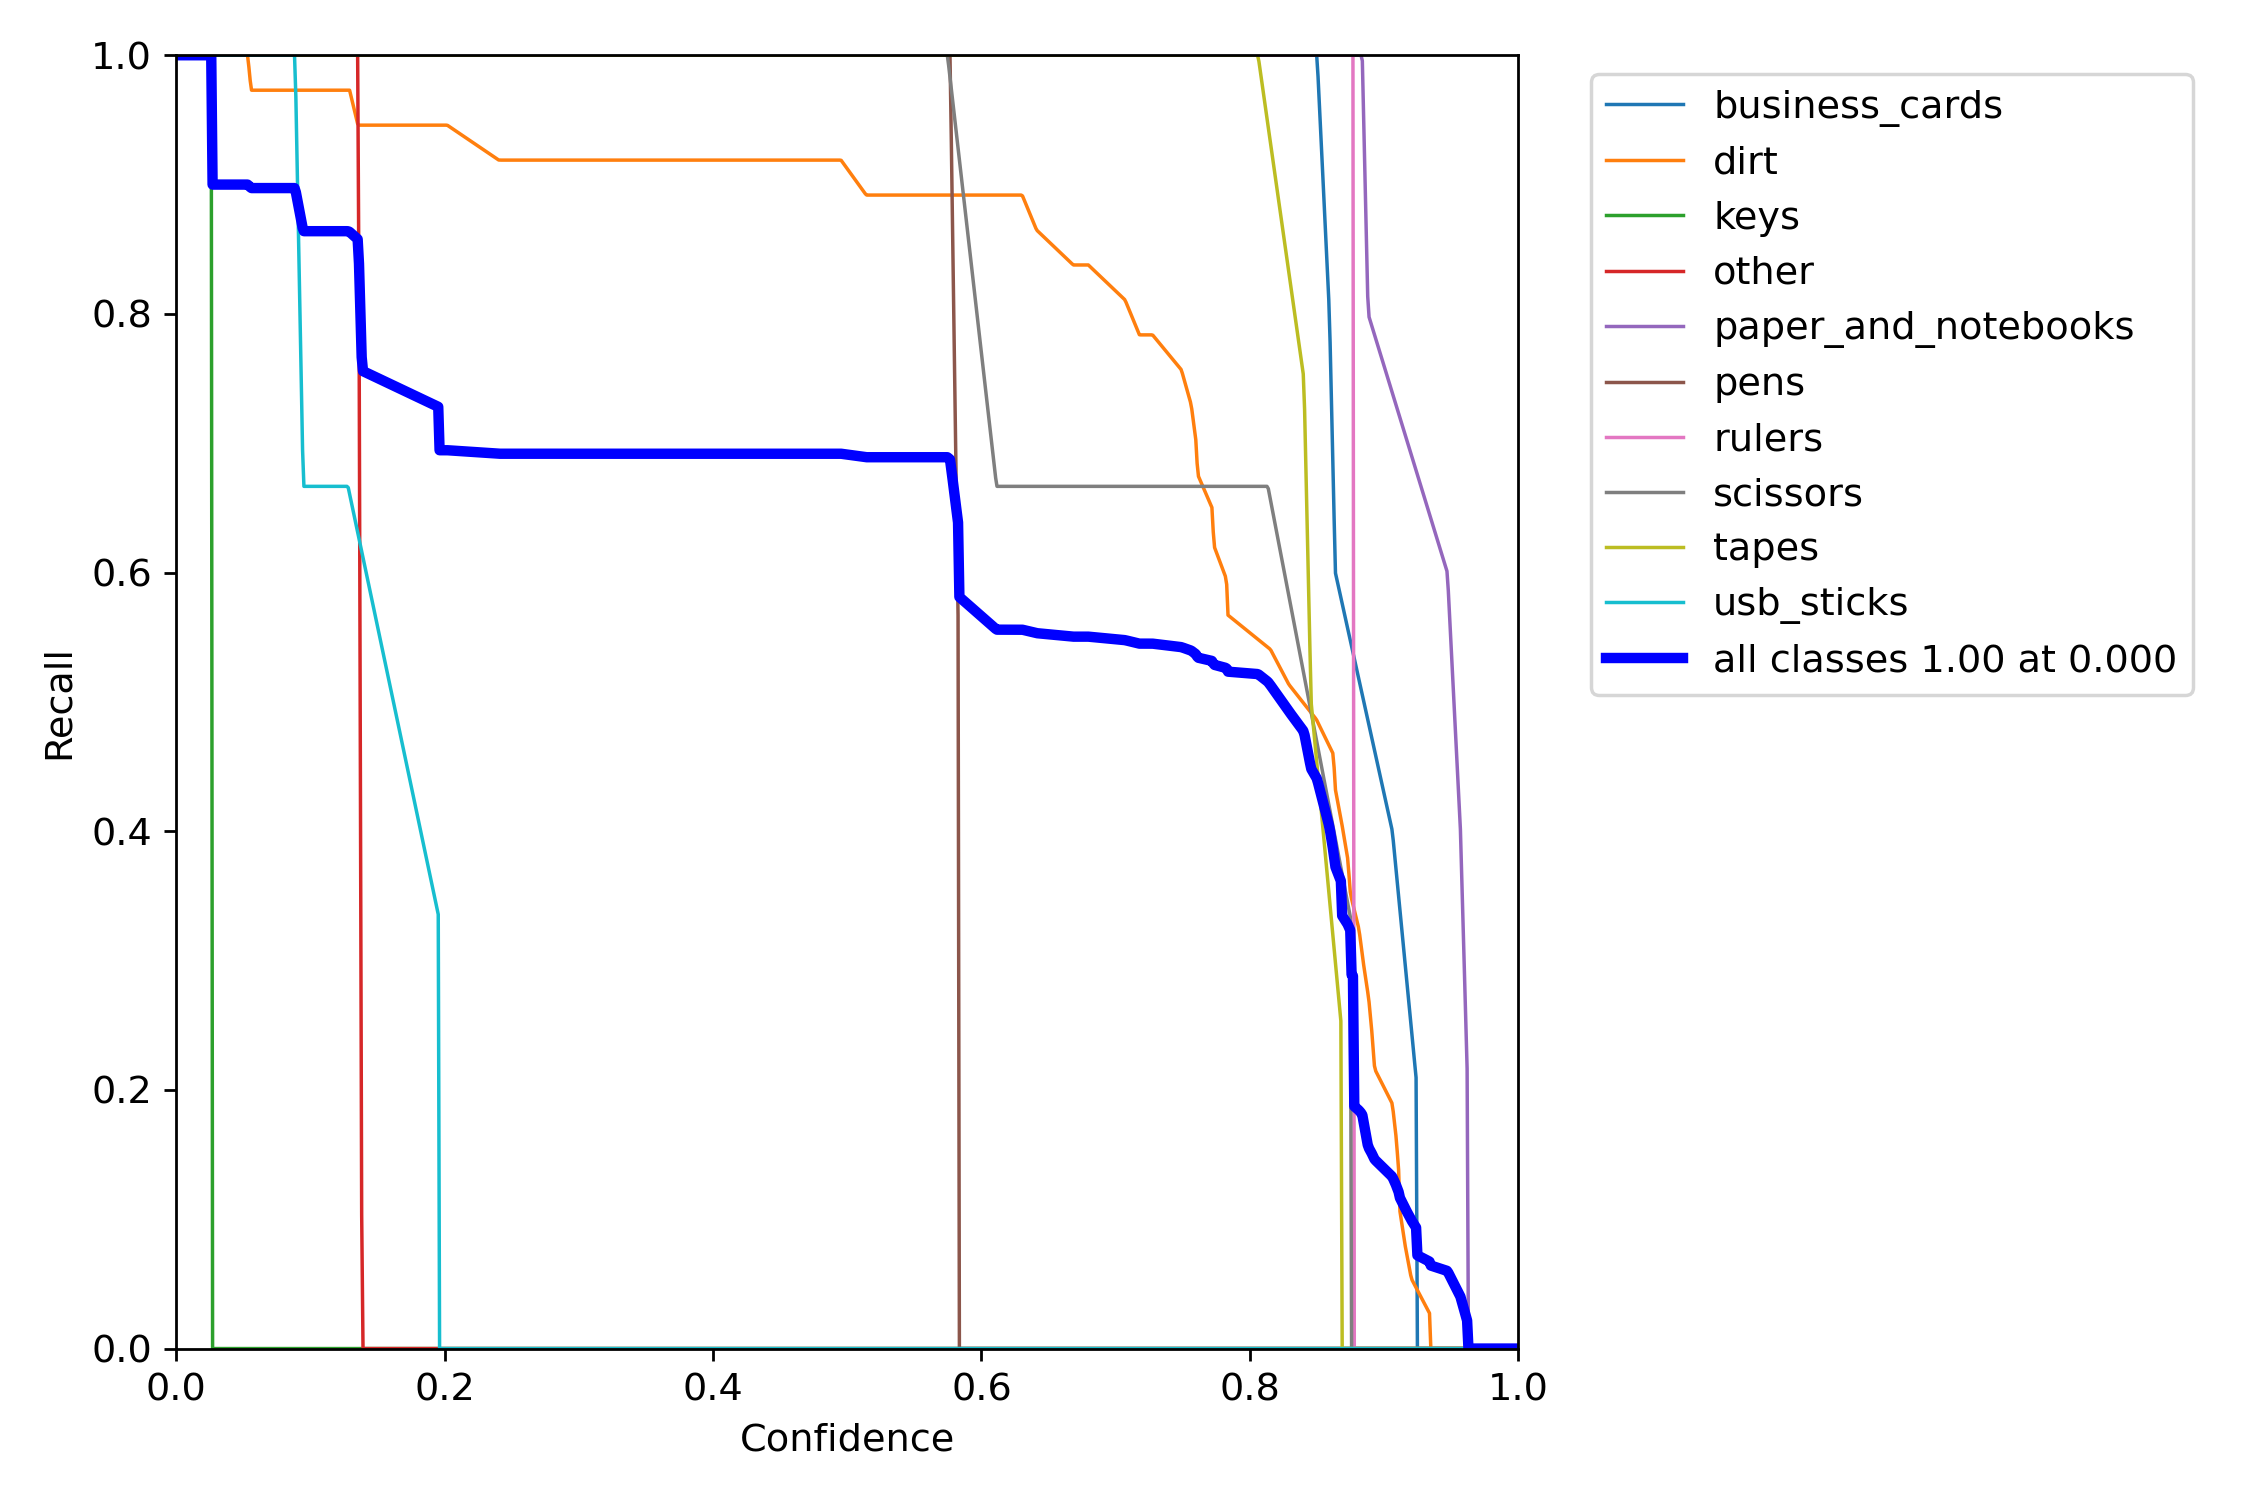 1.0
0.8
0.6
0.4
0.2
0.0
Recall
0.0 0.2 0.4 0.6 0.8 1.0
Confidence
business_cards
dirt
keys
other
paper_and_notebooks
pens
rulers
scissors
tapes
usb_sticks
all classes 1.00 at 0.000